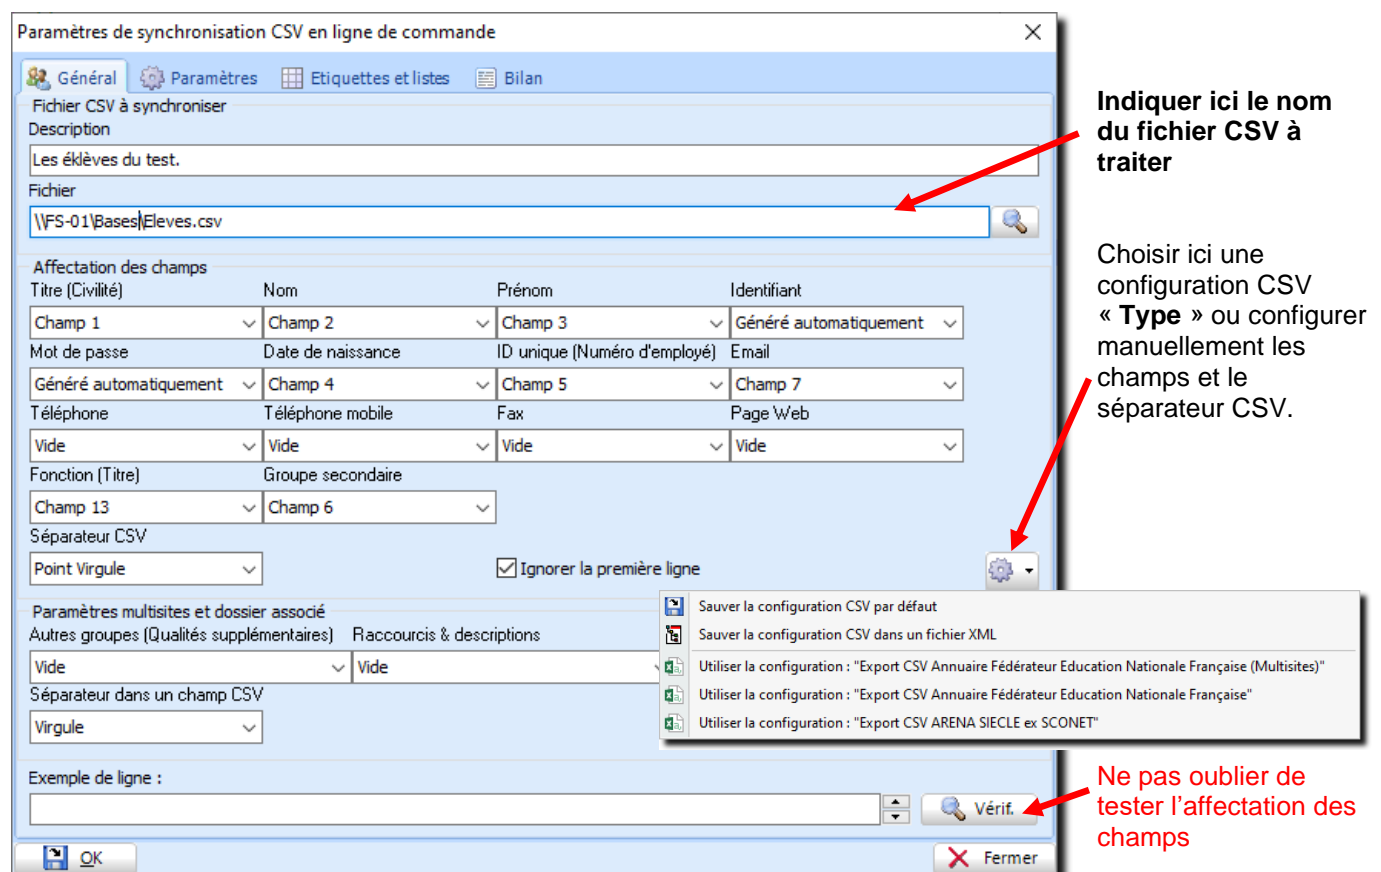 Paramètres de synchronisation CSV en ligne de commande
Général Paramètres Etiquettes et listes Bilan
Fichier CSV à synchroniser
Description
Les éklèves du test.
Fichier
\\FS-01\Bases\Eleves.csv
Affectation des champs
Titre (Civilité) Nom Prénom Identifiant
Champ 1 Champ 2 Champ 3 Généré automatiquement
Mot de passe Date de naissance ID unique (Numéro d'employé) Email
Généré automatiquement Champ 4 Champ 5 Champ 7
Téléphone Téléphone mobile Fax Page Web
Vide Vide Vide Vide
Fonction (Titre) Groupe secondaire
Champ 13 Champ 6
Séparateur CSV
Point Virgule Ignorer la première ligne
Paramètres multisites et dossier associé
Autres groupes (Qualités supplémentaires) Raccourcis & descriptions
Vide Vide
Séparateur dans un champ CSV
Virgule
Sauver la configuration CSV par défaut
Sauver la configuration CSV dans un fichier XML
Utiliser la configuration : "Export CSV Annuaire Fédérateur Education Nationale Française (Multisites)"
Utiliser la configuration : "Export CSV Annuaire Fédérateur Education Nationale Française"
Utiliser la configuration : "Export CSV ARENA SIECLE ex SCONET"
Exemple de ligne :
Vérif.
OK Fermer
Indiquer ici le nom
du fichier CSV à
traiter
Choisir ici une
configuration CSV
« Type » ou configurer
manuellement les
champs et le
séparateur CSV.
Ne pas oublier de
tester l’affectation des
champs